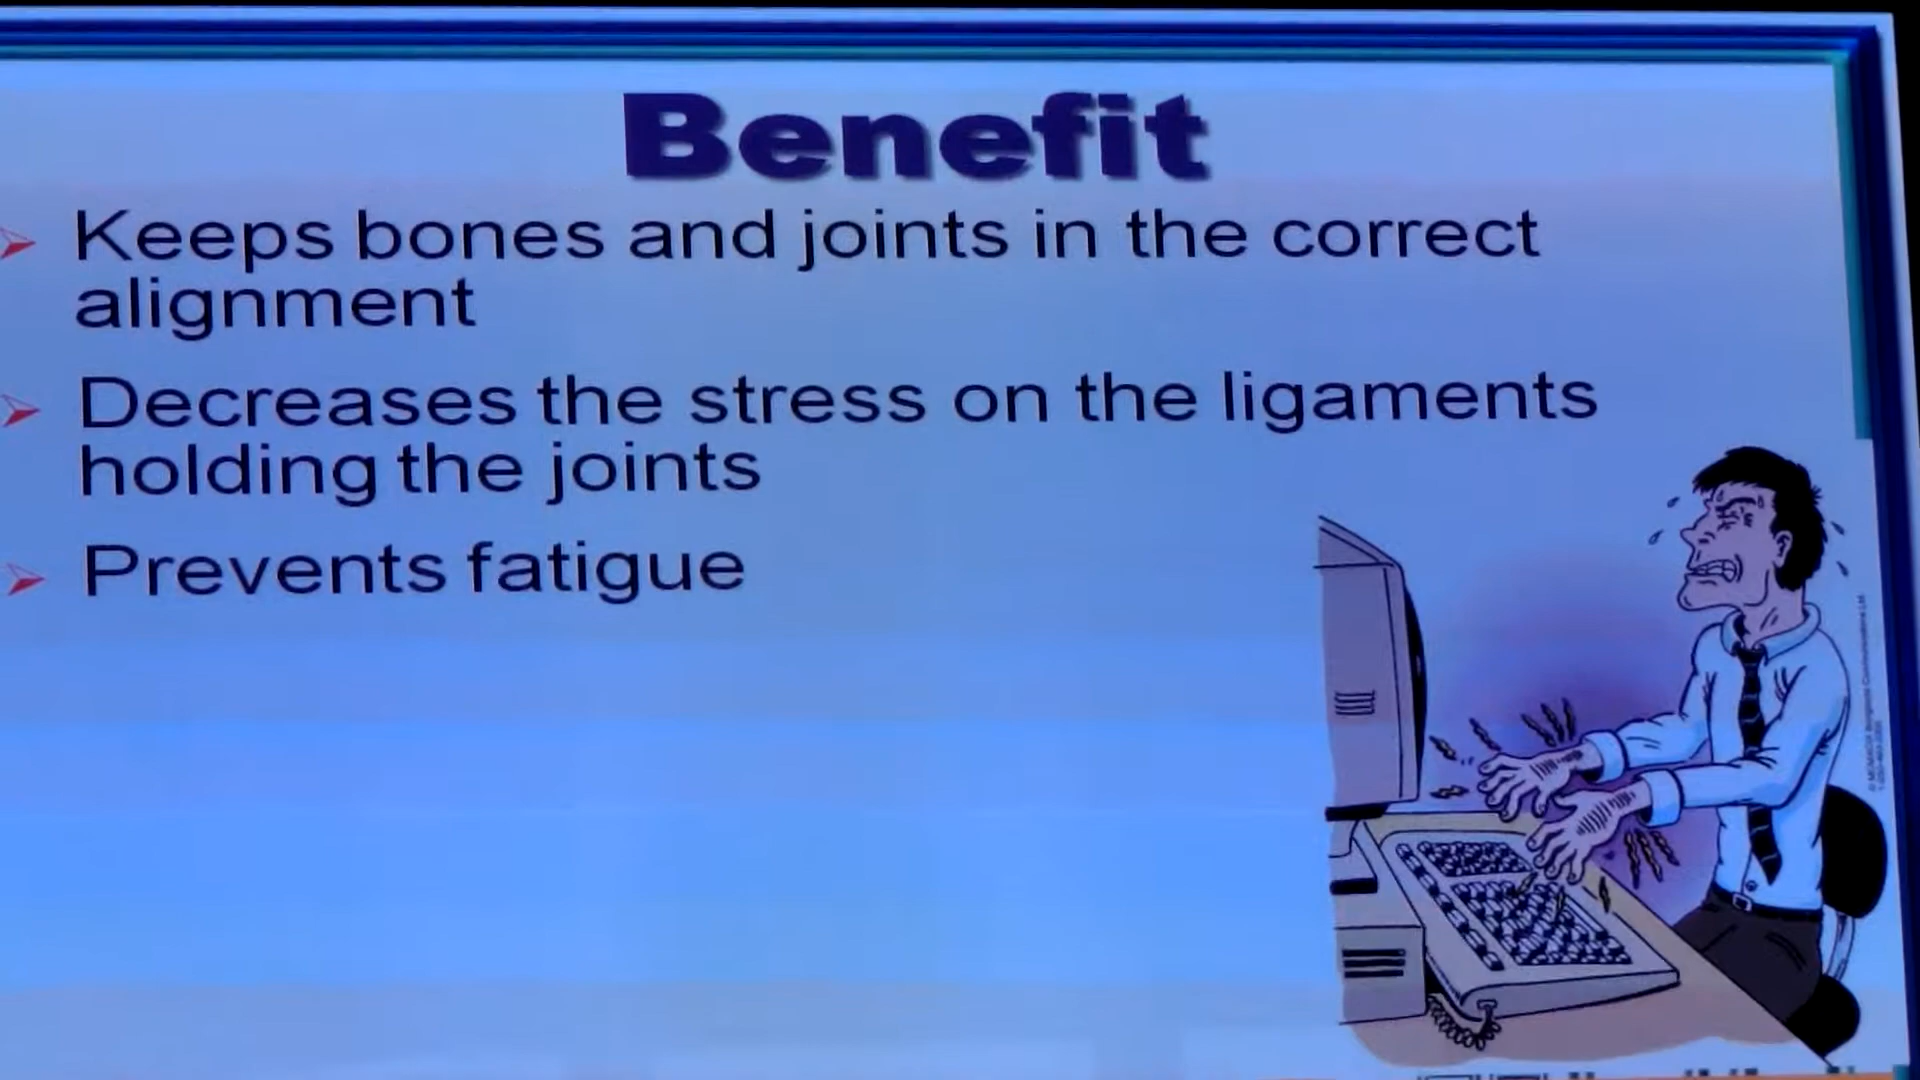 Benefit
Keeps bones and joints in the correct
alignment
Decreases the stress on the ligaments
holding the joints
Prevents fatigue